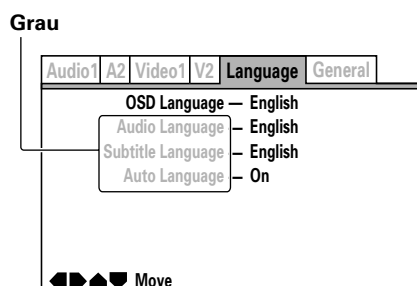 Grau
Audio1 A2 Video1 V2 Language General
OSD Language — English
Audio Language – English
Subtitle Language – English
Auto Language – On
Move